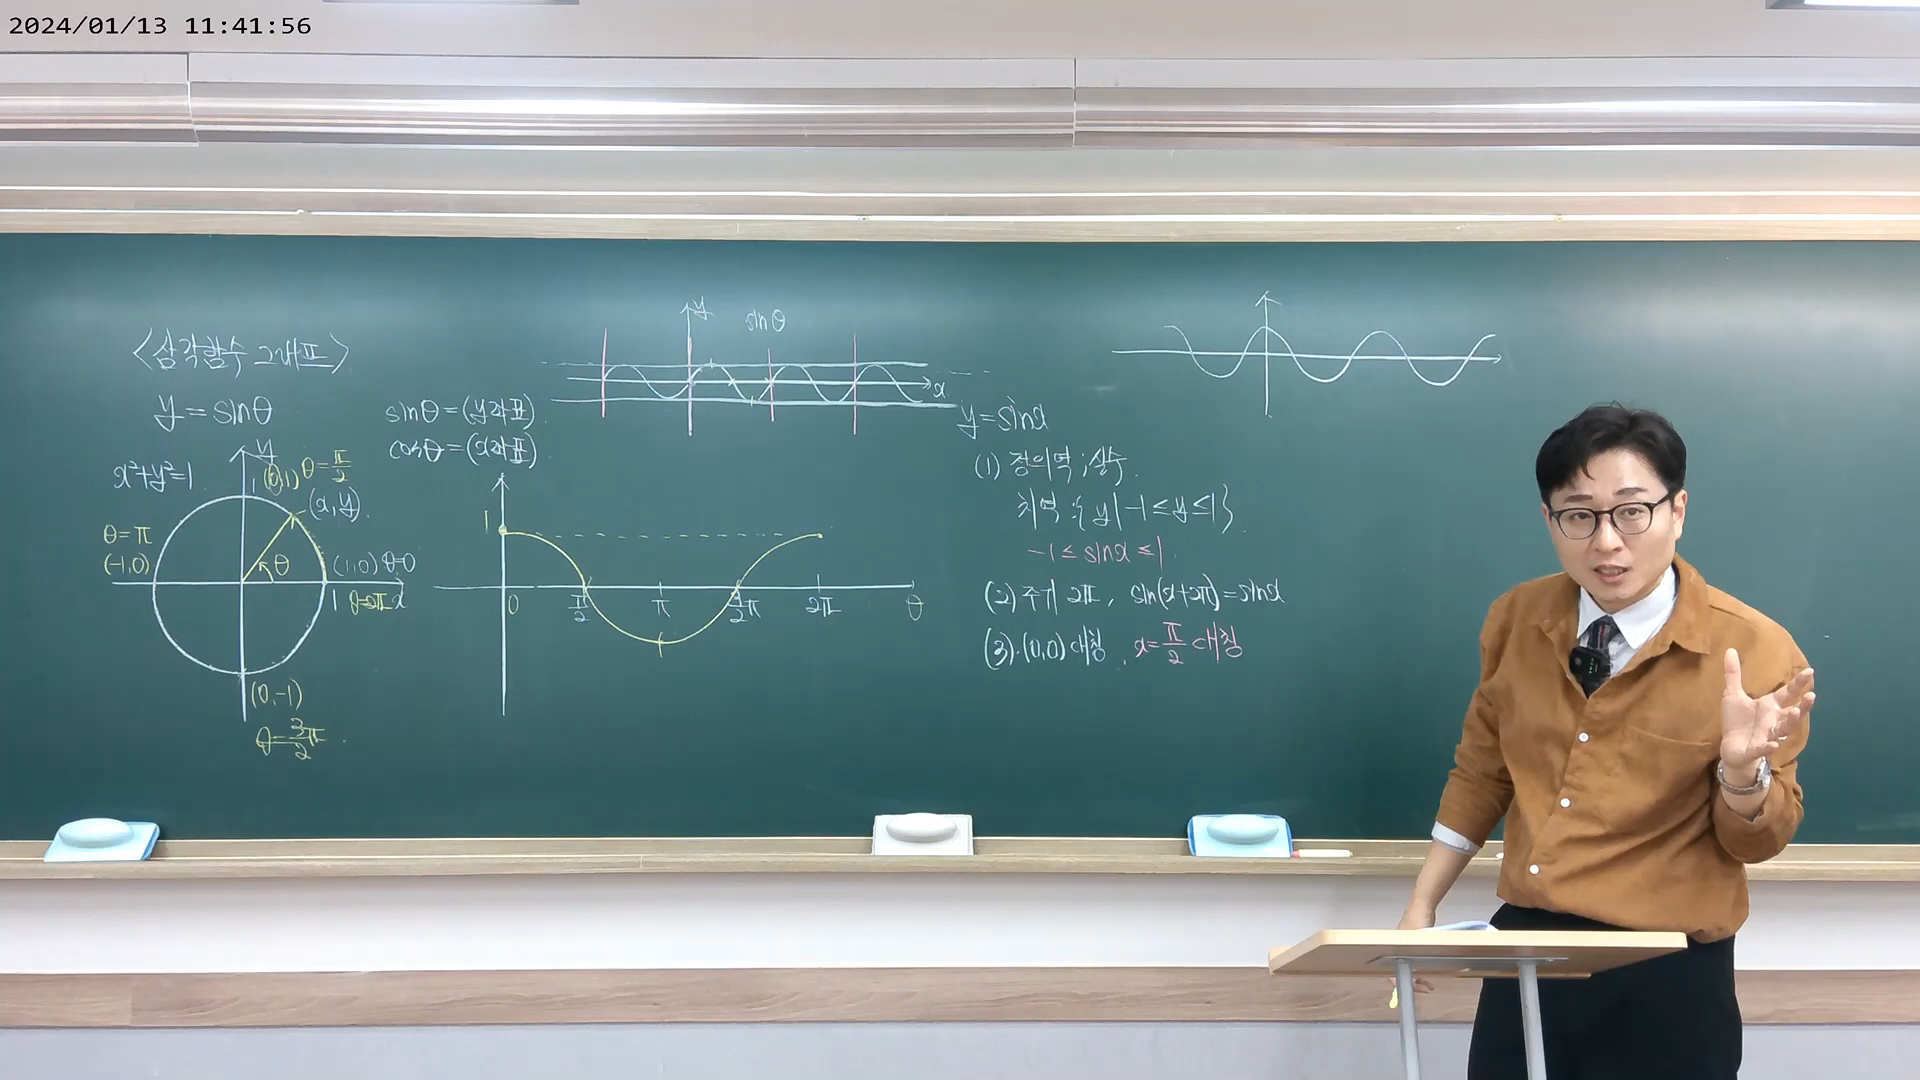 2024/01/13 11:41:56
<삼각함수 그래프>
y=sinθ
sinθ=(y좌표)
cosθ=(x좌표)
x²+y²=1
y
1 (0,1) θ=π/2
(x,y)
θ=π
(-1,0)
θ
(1,0) θ=0
1 θ=2π x
(0,-1)
θ=3π/2
y
sinθ
x
1
0 π/2 π 3/2π 2π θ
y=sinx
(1) 정의역 ; 실수
치역 ; {y|-1≤y≤1}
-1≤sinx≤1
(2) 주기 2π, sin(x+2π)=sinx
(3)·(0,0)대칭, x=π/2 대칭